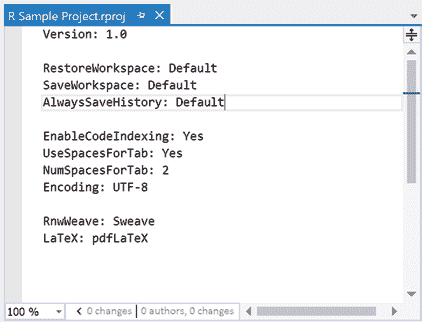 R Sample Project.rproj
Version: 1.0
RestoreWorkspace: Default
SaveWorkspace: Default
AlwaysSaveHistory: Default
EnableCodeIndexing: Yes
UseSpacesForTab: Yes
NumSpacesForTab: 2
Encoding: UTF-8
RnwWeave: Sweave
LaTeX: pdfLaTeX
100 % 0 changes | 0 authors, 0 changes